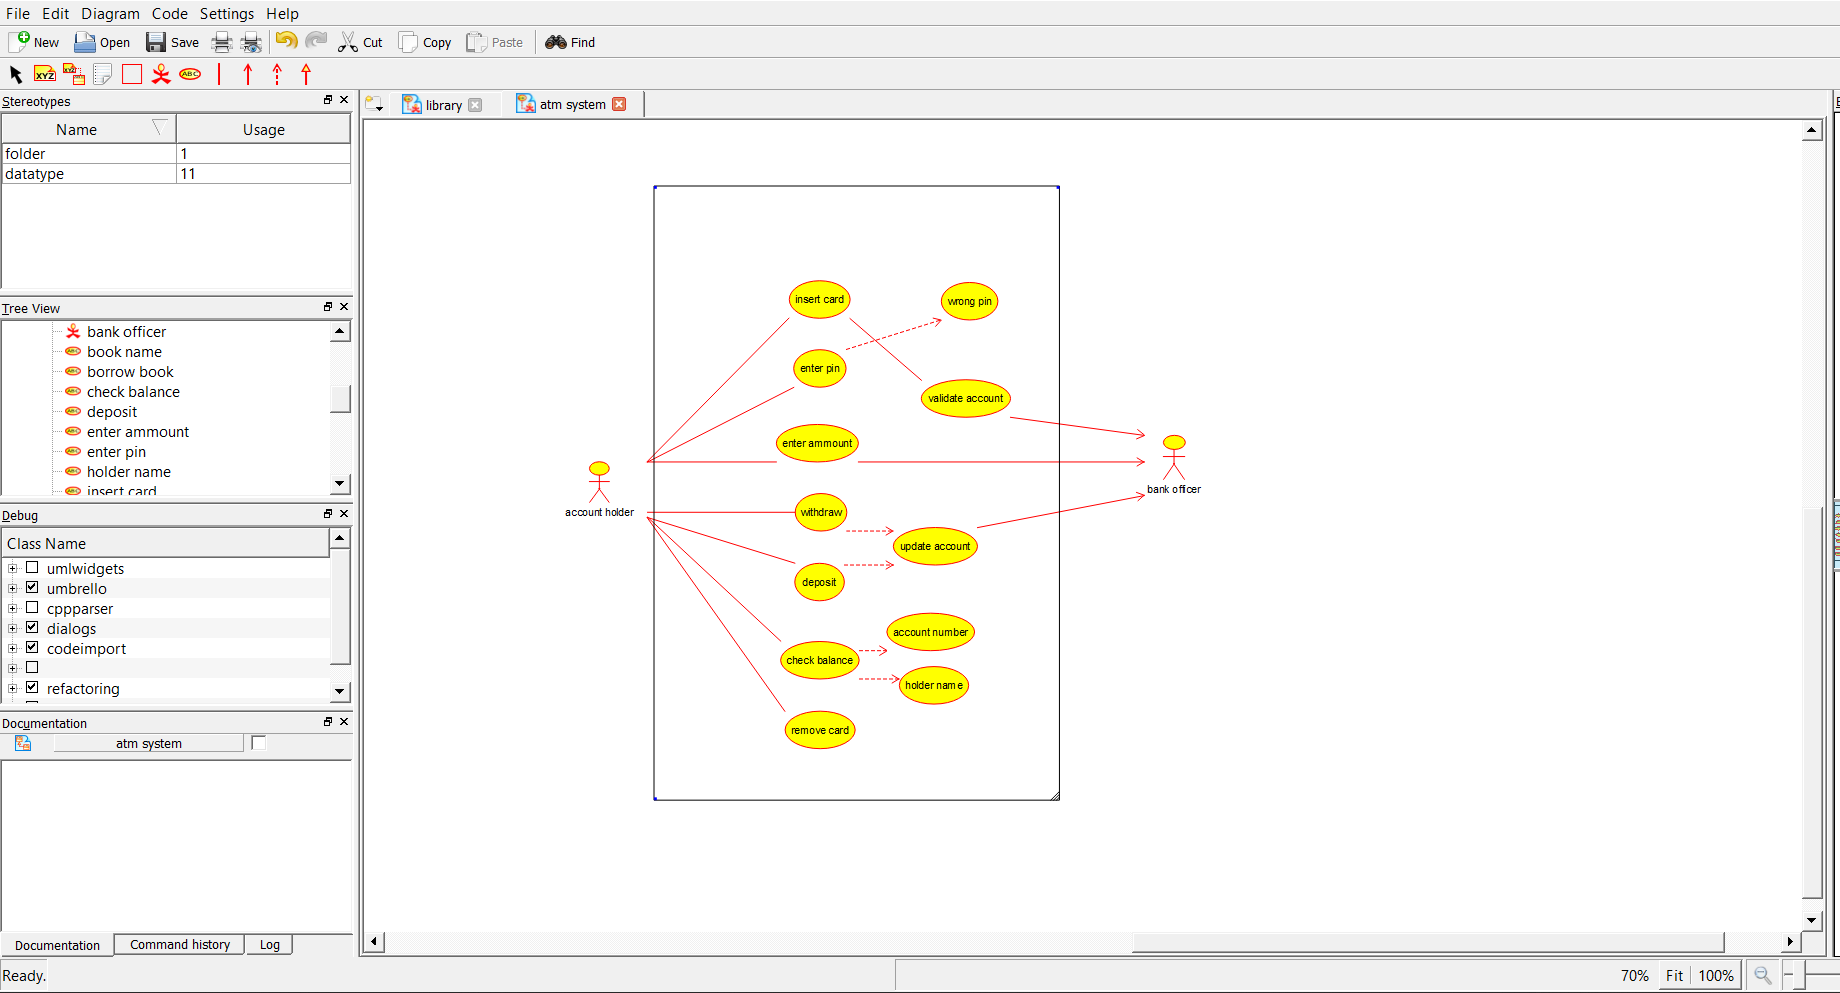 File Edit Diagram Code Settings Help
New Open Save Cut Copy Paste Find
XYZ XYZ ABC
Stereotypes
Name Usage
folder 1
datatype 11
Tree View
bank officer
book name
borrow book
check balance
deposit
enter ammount
enter pin
holder name
insert card
Debug
Class Name
umlwidgets
umbrello
cppparser
dialogs
codeimport
refactoring
Documentation
atm system
Documentation Command history Log
library atm system
insert card
wrong pin
enter pin
validate account
enter ammount
account holder
bank officer
withdraw
update account
deposit
account number
check balance
holder name
remove card
Ready.
70% Fit 100%